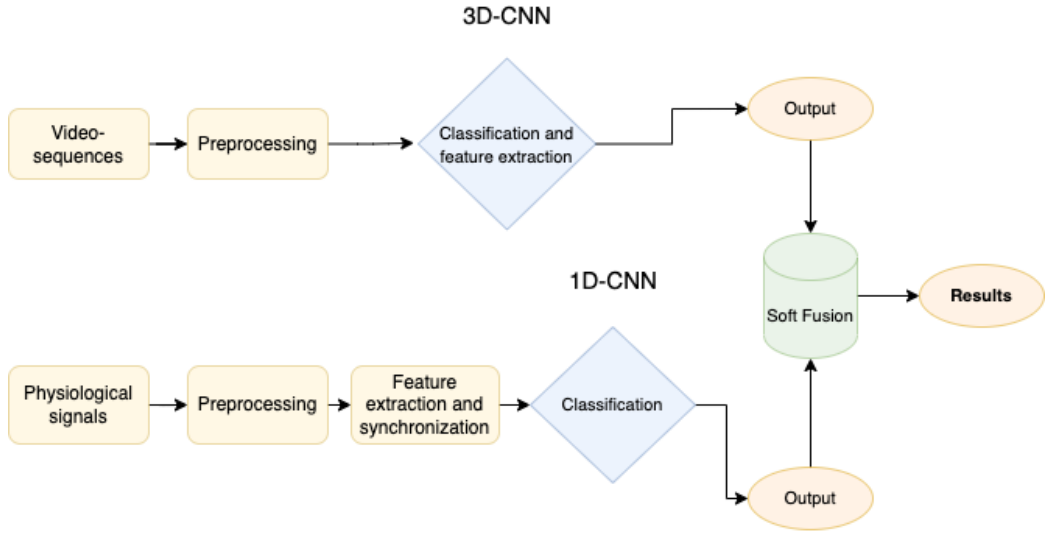 3D-CNN
Video-
sequences
Preprocessing
Classification and
feature extraction
Output
1D-CNN
Soft Fusion
Results
Physiological
signals
Preprocessing
Feature
extraction and
synchronization
Classification
Output